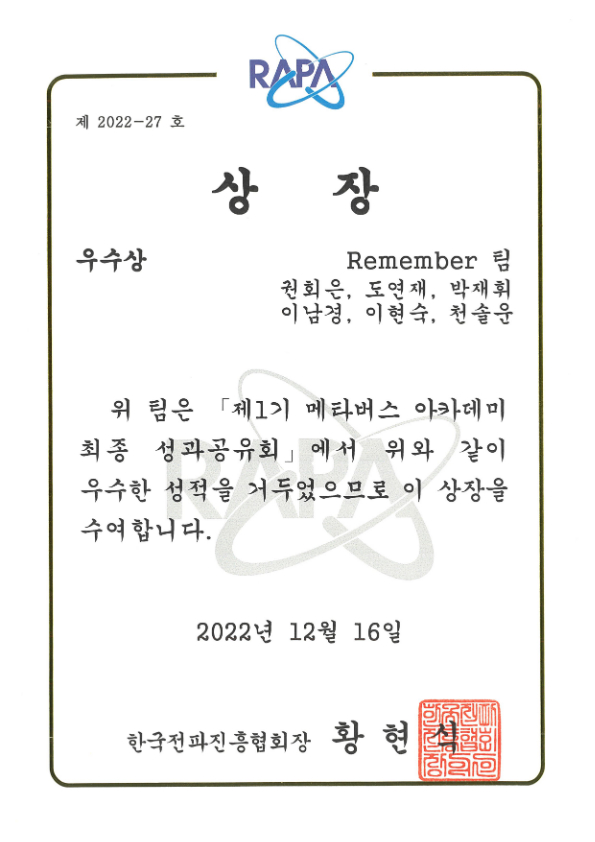 RAPA
제 2022-27 호
상 장
우수상
Remember 팀
권회은, 도연재, 박재휘
이남경, 이현숙, 천솔운
위 팀은 「제1기 메타버스 아카데미
최종 성과공유회」에서 위와 같이
우수한 성적을 거두었으므로 이 상장을
수여합니다.
2022년 12월 16일
한국전파진흥협회장 황 현 식